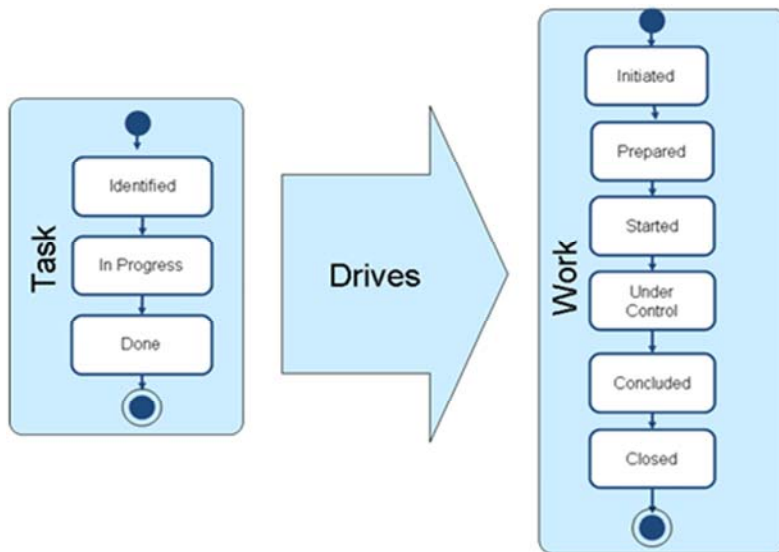 Task
Identified
In Progress
Done
Drives
Work
Initiated
Prepared
Started
Under
Control
Concluded
Closed